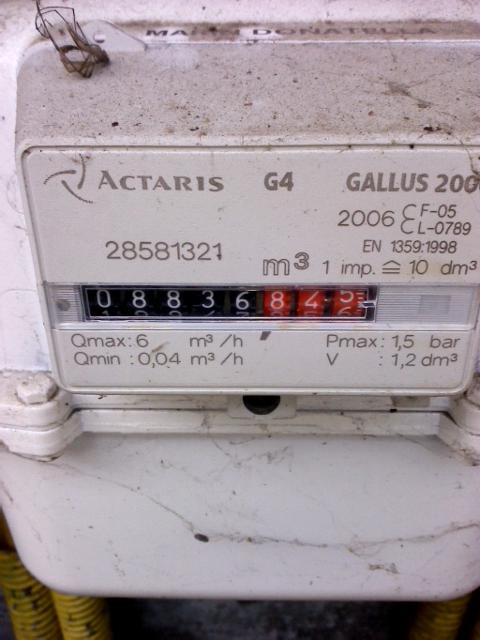 DONATELLA
ACTARIS G4 GALLUS 200
2006 CE F-05
CE L-0789
EN 1359:1998
28581321
m³ 1 imp. ≙ 10 dm³
0 8 8 3 6 8 4
Qmax: 6 m³/h Pmax: 1,5 bar
Qmin: 0,04 m³/h V : 1,2 dm³